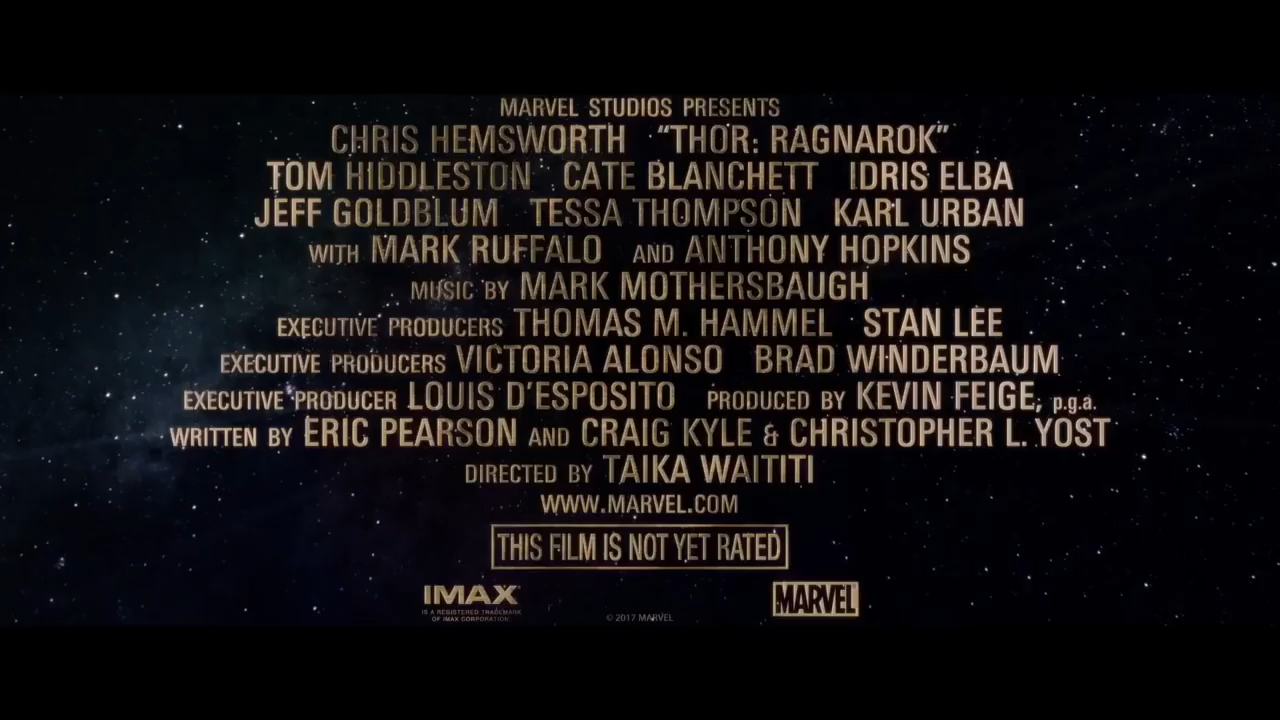 MARVEL STUDIOS PRESENTS
CHRIS HEMSWORTH "THOR: RAGNAROK"
TOM HIDDLESTON CATE BLANCHETT IDRIS ELBA
JEFF GOLDBLUM TESSA THOMPSON KARL URBAN
WITH MARK RUFFALO AND ANTHONY HOPKINS
MUSIC BY MARK MOTHERSBAUGH
EXECUTIVE PRODUCERS THOMAS M. HAMMEL STAN LEE
EXECUTIVE PRODUCERS VICTORIA ALONSO BRAD WINDERBAUM
EXECUTIVE PRODUCER LOUIS D'ESPOSITO PRODUCED BY KEVIN FEIGE, p.g.a.
WRITTEN BY ERIC PEARSON AND CRAIG KYLE & CHRISTOPHER L. YOST
DIRECTED BY TAIKA WAITITI
WWW.MARVEL.COM
THIS FILM IS NOT YET RATED
IMAX MARVEL
IS A REGISTERED TRADEMARK
OF IMAX CORPORATION.
© 2017 MARVEL